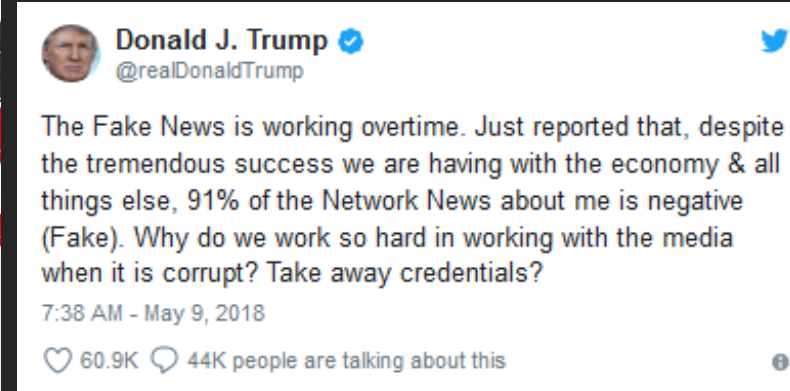 Donald J. Trump
@realDonaldTrump
The Fake News is working overtime. Just reported that, despite
the tremendous success we are having with the economy & all
things else, 91% of the Network News about me is negative
(Fake). Why do we work so hard in working with the media
when it is corrupt? Take away credentials?
7:38 AM - May 9, 2018
60.9K 44K people are talking about this